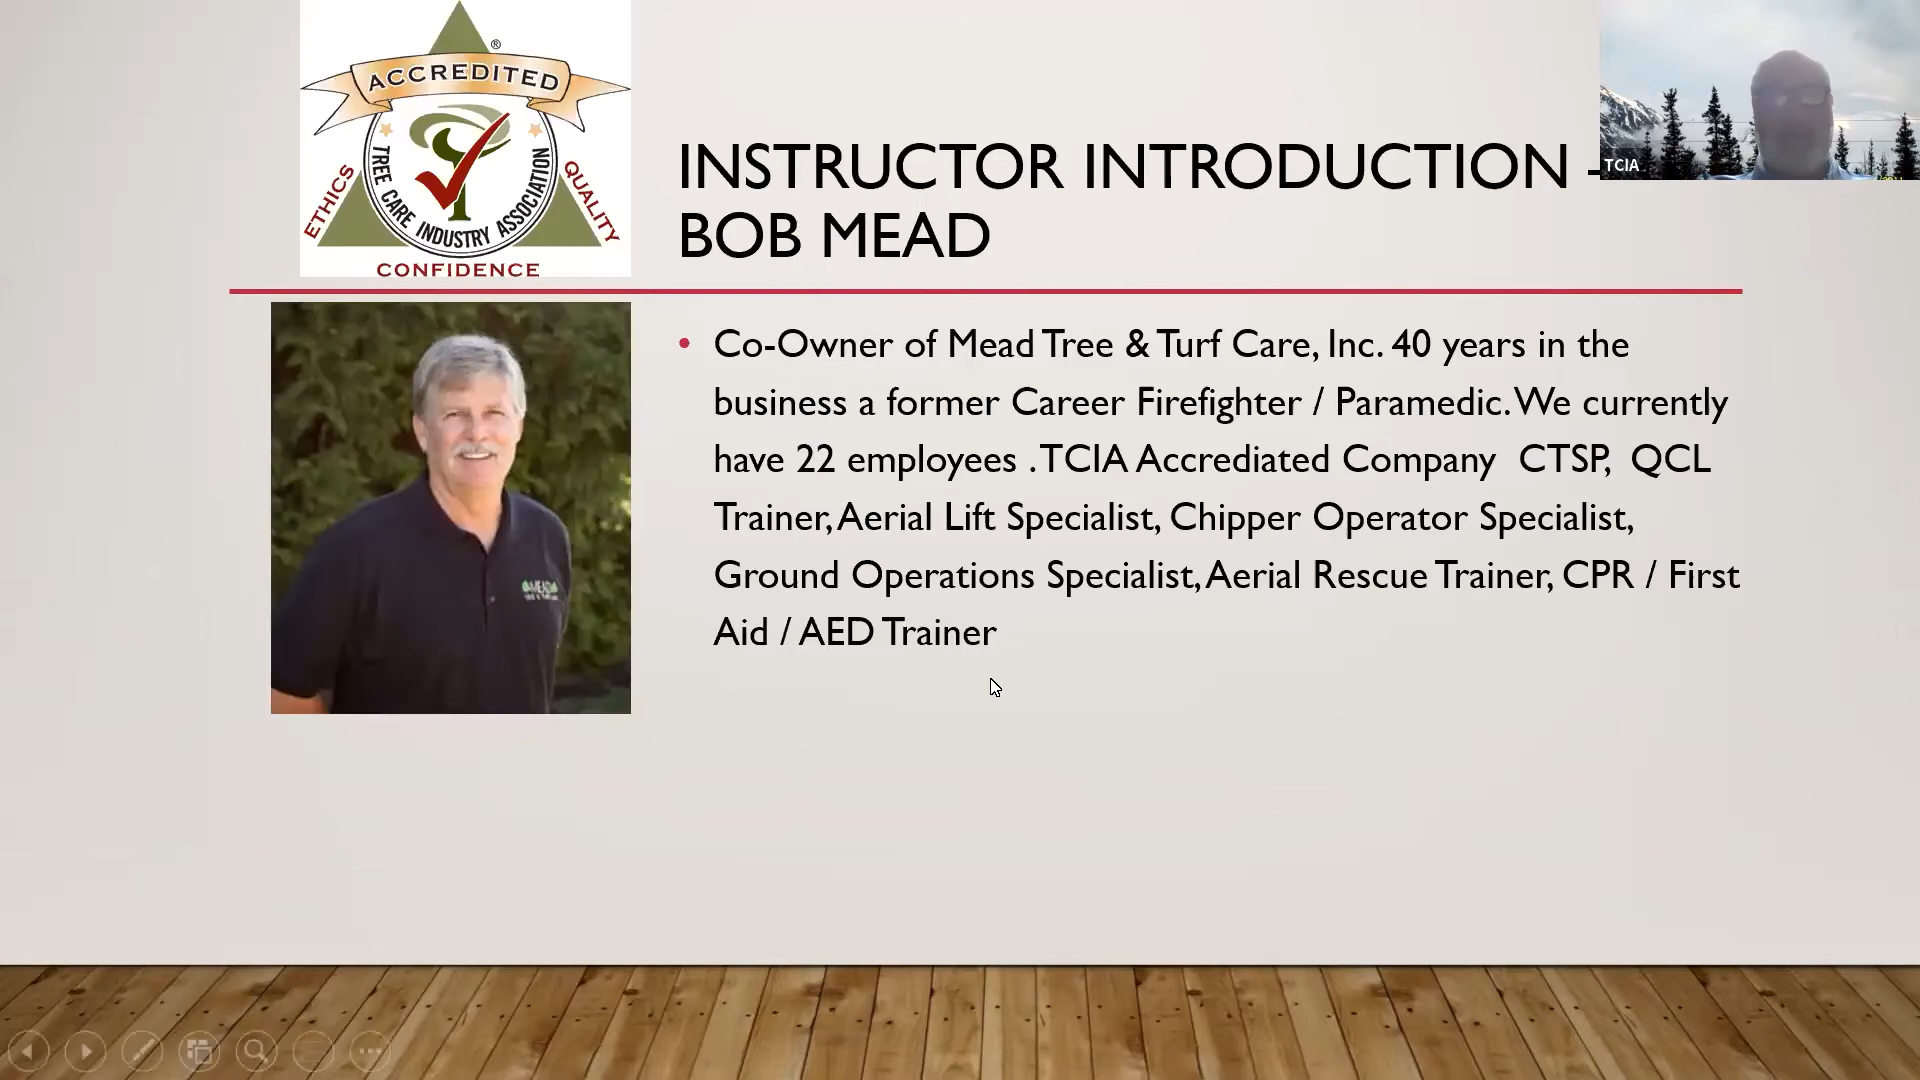 ACCREDITED
®
TREE CARE INDUSTRY ASSOCIATION
ETHICS
QUALITY
CONFIDENCE
INSTRUCTOR INTRODUCTION -
BOB MEAD
TCIA
• Co-Owner of Mead Tree & Turf Care, Inc. 40 years in the
business a former Career Firefighter / Paramedic. We currently
have 22 employees . TCIA Accrediated Company CTSP, QCL
Trainer, Aerial Lift Specialist, Chipper Operator Specialist,
Ground Operations Specialist, Aerial Rescue Trainer, CPR / First
Aid / AED Trainer
MEAD